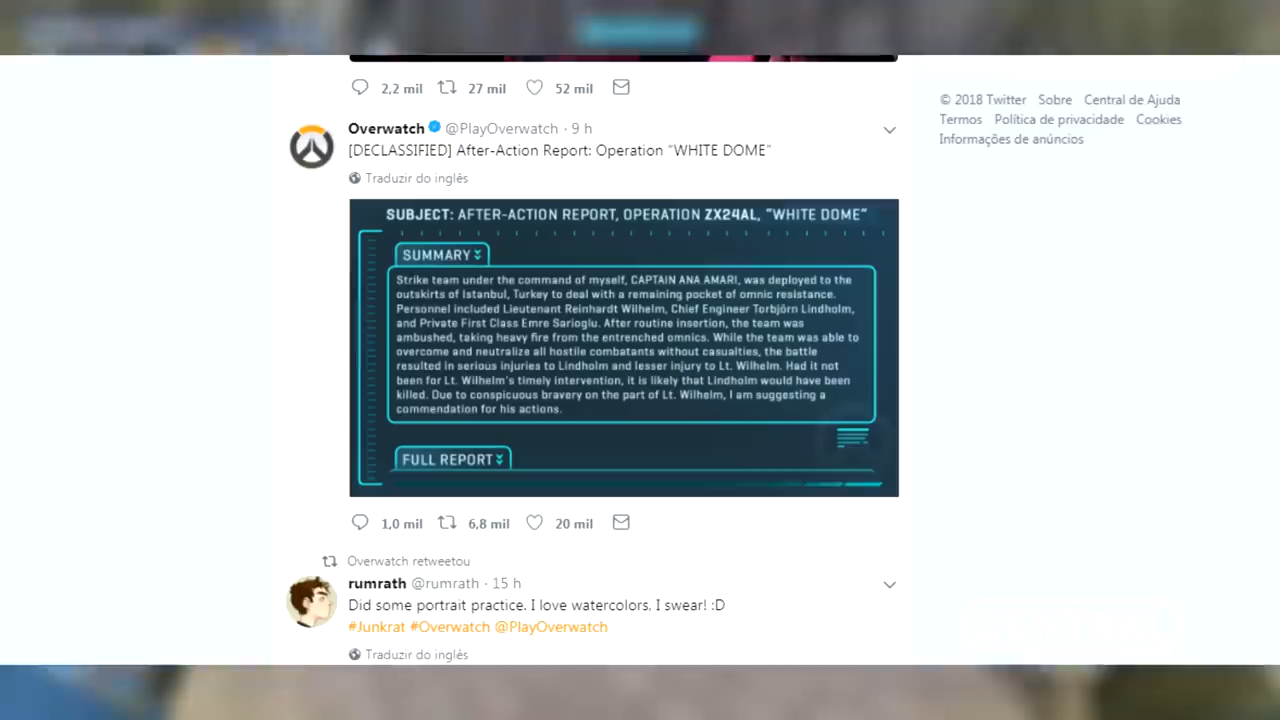 2,2 mil 27 mil 52 mil
© 2018 Twitter Sobre Central de Ajuda
Termos Política de privacidade Cookies
Informações de anúncios
Overwatch @PlayOverwatch · 9 h
[DECLASSIFIED] After-Action Report: Operation "WHITE DOME"
Traduzir do inglês
SUBJECT: AFTER-ACTION REPORT, OPERATION ZX24AL, "WHITE DOME"
SUMMARY
Strike team under the command of myself, CAPTAIN ANA AMARI, was deployed to the
outskirts of Istanbul, Turkey to deal with a remaining pocket of omnic resistance.
Personnel included Lieutenant Reinhardt Wilhelm, Chief Engineer Torbjörn Lindholm,
and Private First Class Emre Sarioglu. After routine insertion, the team was
ambushed, taking heavy fire from the entrenched omnics. While the team was able to
overcome and neutralize all hostile combatants without casualties, the battle
resulted in serious injuries to Lindholm and lesser injury to Lt. Wilhelm. Had it not
been for Lt. Wilhelm's timely intervention, it is likely that Lindholm would have been
killed. Due to conspicuous bravery on the part of Lt. Wilhelm, I am suggesting a
commendation for his actions.
FULL REPORT
1,0 mil 6,8 mil 20 mil
Overwatch retweetou
rumrath @rumrath · 15 h
Did some portrait practice. I love watercolors. I swear! :D
#Junkrat #Overwatch @PlayOverwatch
Traduzir do inglês